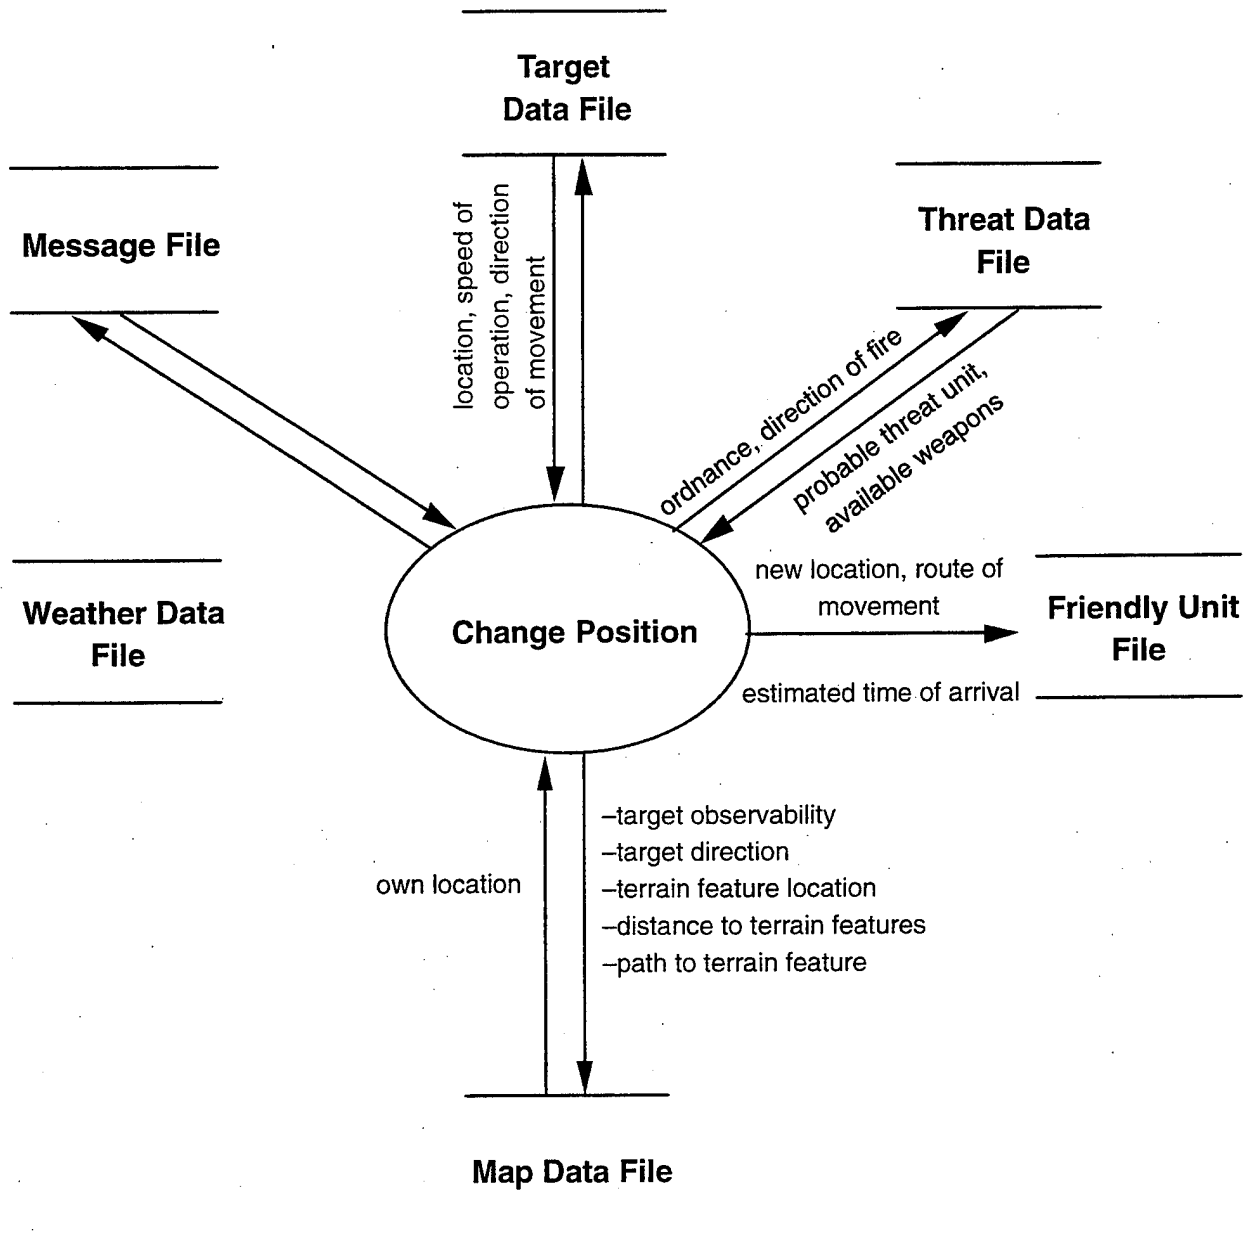 Target
Data File
Message File
Threat Data
File
location, speed of
operation, direction
of movement
ordnance, direction of fire
probable threat unit,
available weapons
Weather Data
File
Change Position
new location, route of
movement
estimated time of arrival
Friendly Unit
File
own location
–target observability
–target direction
–terrain feature location
–distance to terrain features
–path to terrain feature
Map Data File